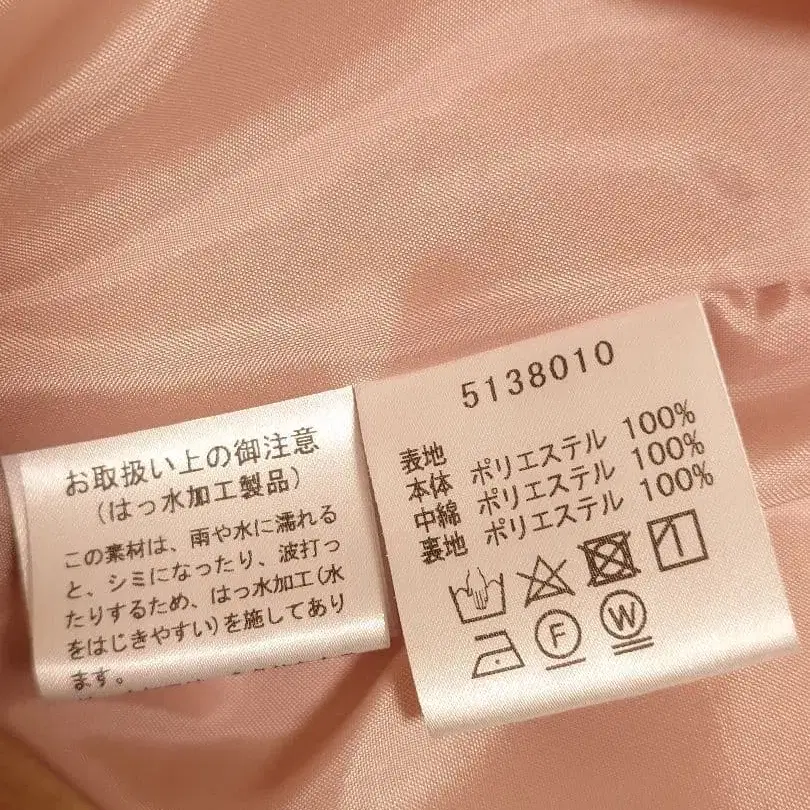 お取扱い上の御注意
(はっ水加工製品)
この素材は、雨や水に濡れる
と、シミになったり、波打っ
たりするため、はっ水加工(水
をはじきやすい)を施してあり
ます。
5138010
表地
本体 ポリエステル 100%
中綿 ポリエステル 100%
裏地 ポリエステル 100%
F
W